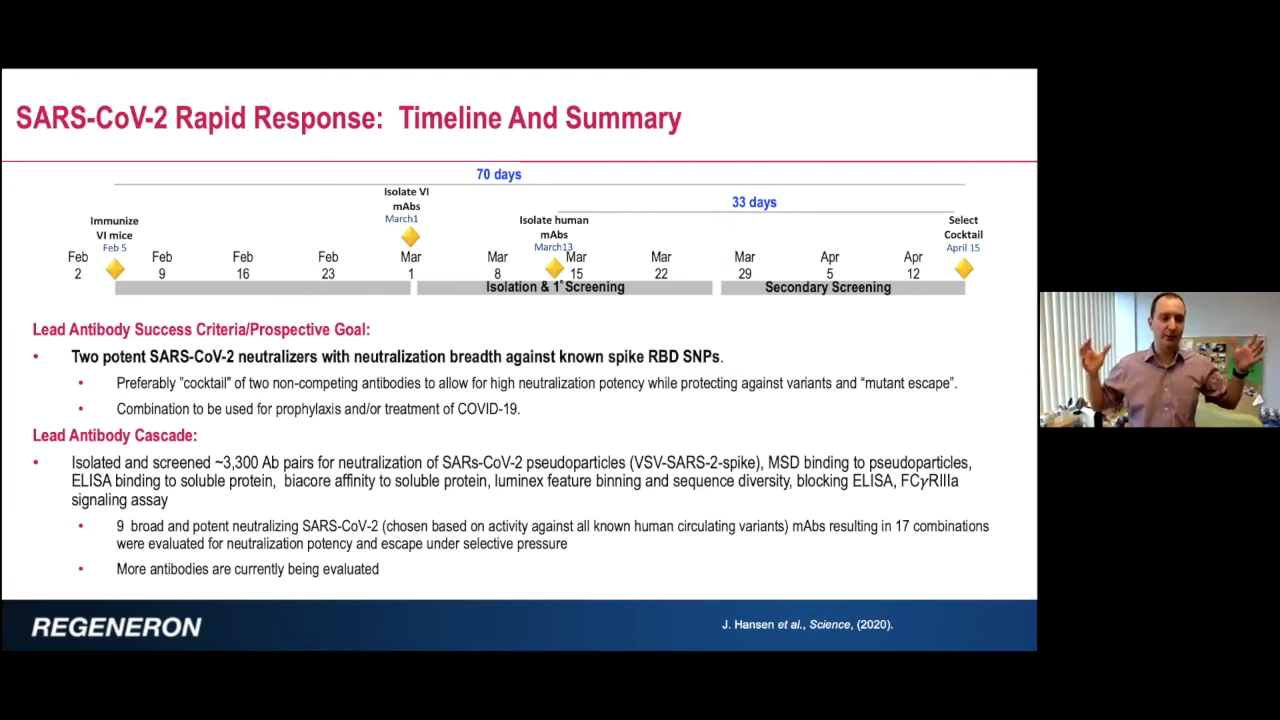 SARS-CoV-2 Rapid Response: Timeline And Summary
70 days
Isolate VI
mAbs
March1
33 days
Immunize
VI mice
Feb 5
Isolate human
mAbs
March13
Select
Cocktail
April 15
Feb Feb Feb Feb Mar Mar Mar Mar Mar Apr Apr
2 9 16 23 1 8 15 22 29 5 12
Isolation & 1° Screening
Secondary Screening
Lead Antibody Success Criteria/Prospective Goal:
• Two potent SARS-CoV-2 neutralizers with neutralization breadth against known spike RBD SNPs.
• Preferably "cocktail" of two non-competing antibodies to allow for high neutralization potency while protecting against variants and “mutant escape”.
• Combination to be used for prophylaxis and/or treatment of COVID-19.
Lead Antibody Cascade:
• Isolated and screened ~3,300 Ab pairs for neutralization of SARs-CoV-2 pseudoparticles (VSV-SARS-2-spike), MSD binding to pseudoparticles,
ELISA binding to soluble protein, biacore affinity to soluble protein, luminex feature binning and sequence diversity, blocking ELISA, FCγRIIIa
signaling assay
• 9 broad and potent neutralizing SARS-CoV-2 (chosen based on activity against all known human circulating variants) mAbs resulting in 17 combinations
were evaluated for neutralization potency and escape under selective pressure
• More antibodies are currently being evaluated
REGENERON
J. Hansen et al., Science, (2020).